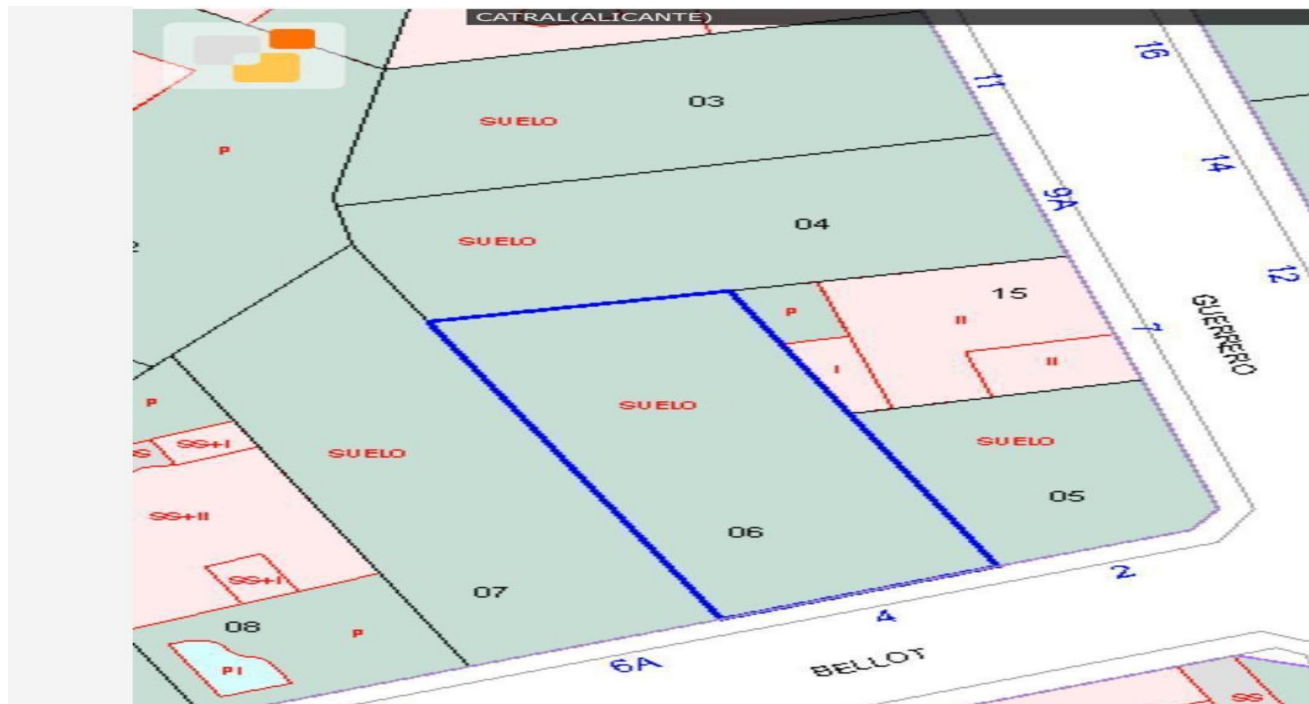 CATRAL(ALICANTE)
16
11
03
SUELO
P
14
9A
04
SUELO
12
15
P
II
7
GUERRERO
I
II
SUELO
P
SS+I
SUELO
SUELO
05
SS+II
06
SS+I
2
07
4
08
P
6A
BELLOT
PI
SS